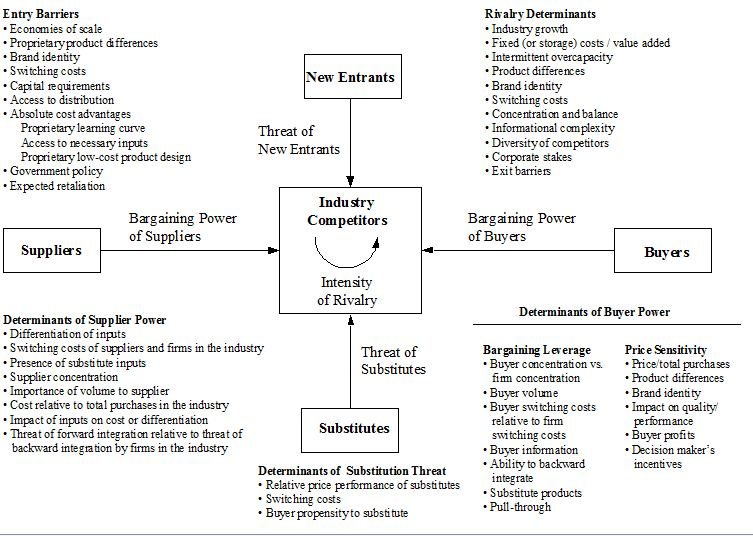 Entry Barriers
• Economies of scale
• Proprietary product differences
• Brand identity
• Switching costs
• Capital requirements
• Access to distribution
• Absolute cost advantages
Proprietary learning curve
Access to necessary inputs
Proprietary low-cost product design
• Government policy
• Expected retaliation
New Entrants
Threat of
New Entrants
Rivalry Determinants
• Industry growth
• Fixed (or storage) costs / value added
• Intermittent overcapacity
• Product differences
• Brand identity
• Switching costs
• Concentration and balance
• Informational complexity
• Diversity of competitors
• Corporate stakes
• Exit barriers
Suppliers
Bargaining Power
of Suppliers
Industry
Competitors
Intensity
of Rivalry
Bargaining Power
of Buyers
Buyers
Determinants of Supplier Power
• Differentiation of inputs
• Switching costs of suppliers and firms in the industry
• Presence of substitute inputs
• Supplier concentration
• Importance of volume to supplier
• Cost relative to total purchases in the industry
• Impact of inputs on cost or differentiation
• Threat of forward integration relative to threat of
backward integration by firms in the industry
Threat of
Substitutes
Substitutes
Determinants of Substitution Threat
• Relative price performance of substitutes
• Switching costs
• Buyer propensity to substitute
Determinants of Buyer Power
Bargaining Leverage
• Buyer concentration vs.
firm concentration
• Buyer volume
• Buyer switching costs
relative to firm
switching costs
• Buyer information
• Ability to backward
integrate
• Substitute products
• Pull-through
Price Sensitivity
• Price/total purchases
• Product differences
• Brand identity
• Impact on quality/
performance
• Buyer profits
• Decision maker's
incentives